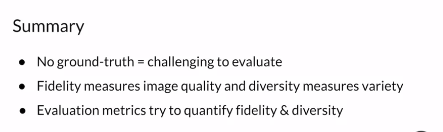 Summary
● No ground-truth = challenging to evaluate
● Fidelity measures image quality and diversity measures variety
● Evaluation metrics try to quantify fidelity & diversity